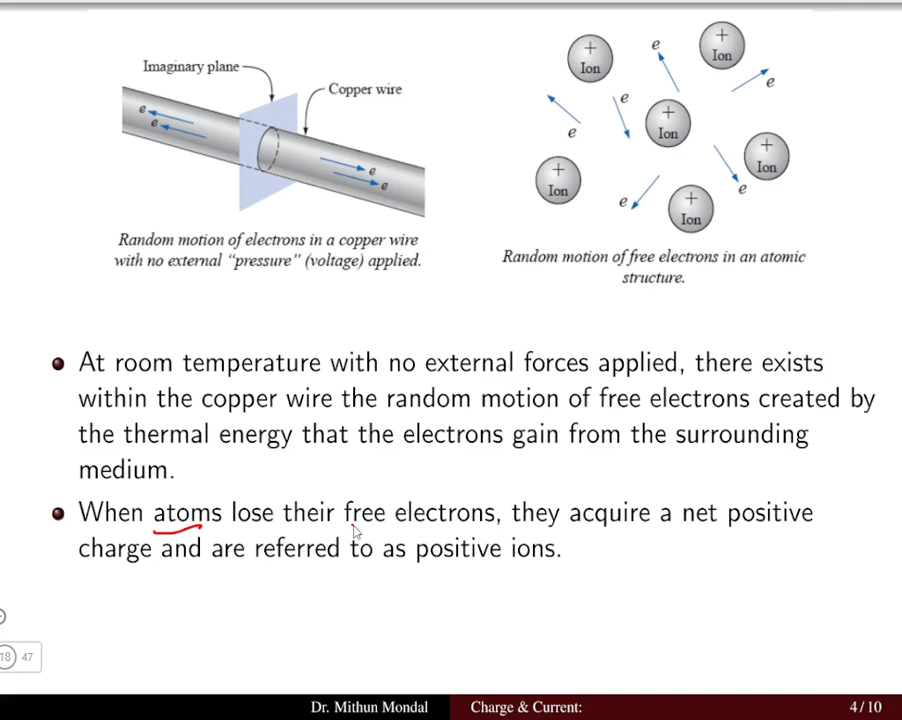 Imaginary plane
Copper wire
e
e
e
e
Random motion of electrons in a copper wire
with no external “pressure” (voltage) applied.
+
Ion
e
+
Ion
e
e
e
+
Ion
+
Ion
+
Ion
e
e
+
Ion
Random motion of free electrons in an atomic
structure.
At room temperature with no external forces applied, there exists
within the copper wire the random motion of free electrons created by
the thermal energy that the electrons gain from the surrounding
medium.
When atoms lose their free electrons, they acquire a net positive
charge and are referred to as positive ions.
18 47
Dr. Mithun Mondal
Charge & Current:
4 / 10